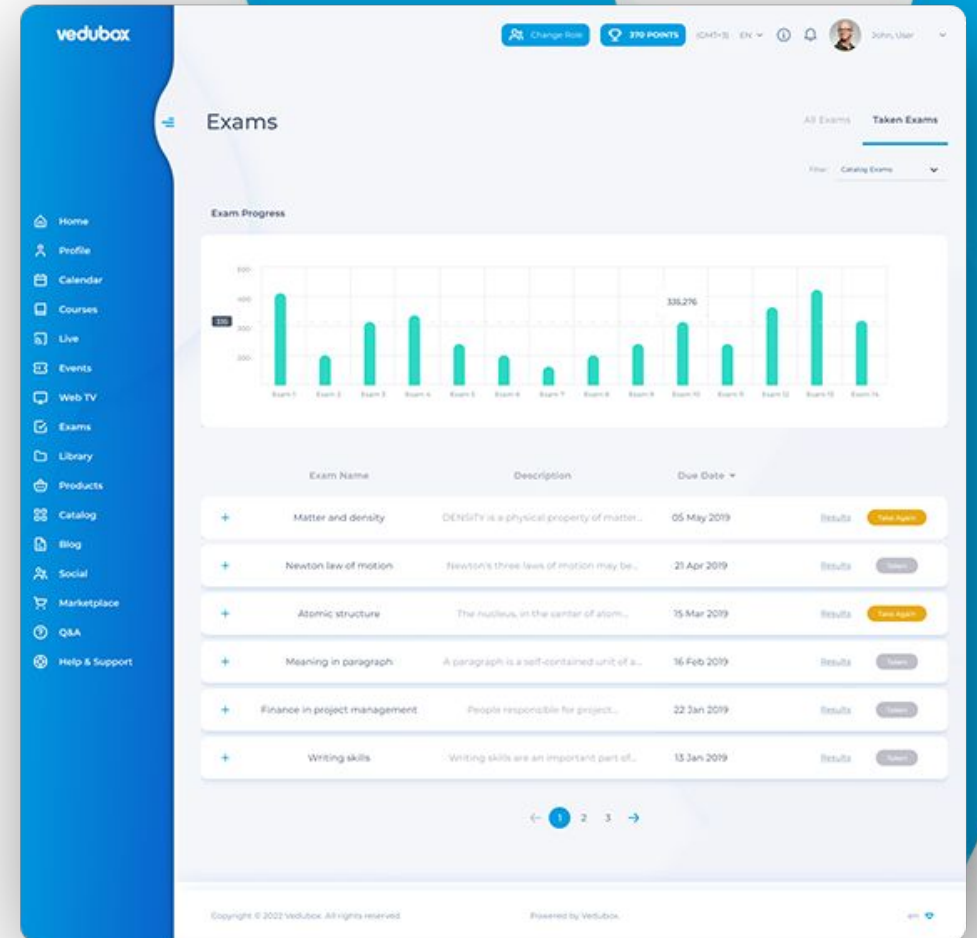 vedubox
Change Role
370 POINTS
(GMT+3)
EN
John, User
Exams
All Exams
Taken Exams
Filter:
Catalog Exams
Home
Profile
Calendar
Courses
Live
Events
Web TV
Exams
Library
Products
Catalog
Blog
Social
Marketplace
Q&A
Help & Support
Exam Progress
500
400
335
300
200
335,276
Exam 1 Exam 2 Exam 3 Exam 4 Exam 5 Exam 6 Exam 7 Exam 8 Exam 9 Exam 10 Exam 11 Exam 12 Exam 13 Exam 14
Exam Name Description Due Date
Matter and density DENSITY is a physical property of matter... 05 May 2019 Results Take Again
Newton law of motion Newton's three laws of motion may be... 21 Apr 2019 Results Taken
Atomic structure The nucleus, in the center of atom... 15 Mar 2019 Results Take Again
Meaning in paragraph A paragraph is a self-contained unit of a... 16 Feb 2019 Results Taken
Finance in project management People responsible for project... 22 Jan 2019 Results Taken
Writing skills Writing skills are an important part of... 13 Jan 2019 Results Taken
1 2 3
Copyright © 2022 Vedubox. All rights reserved
Powered by Vedubox.
en